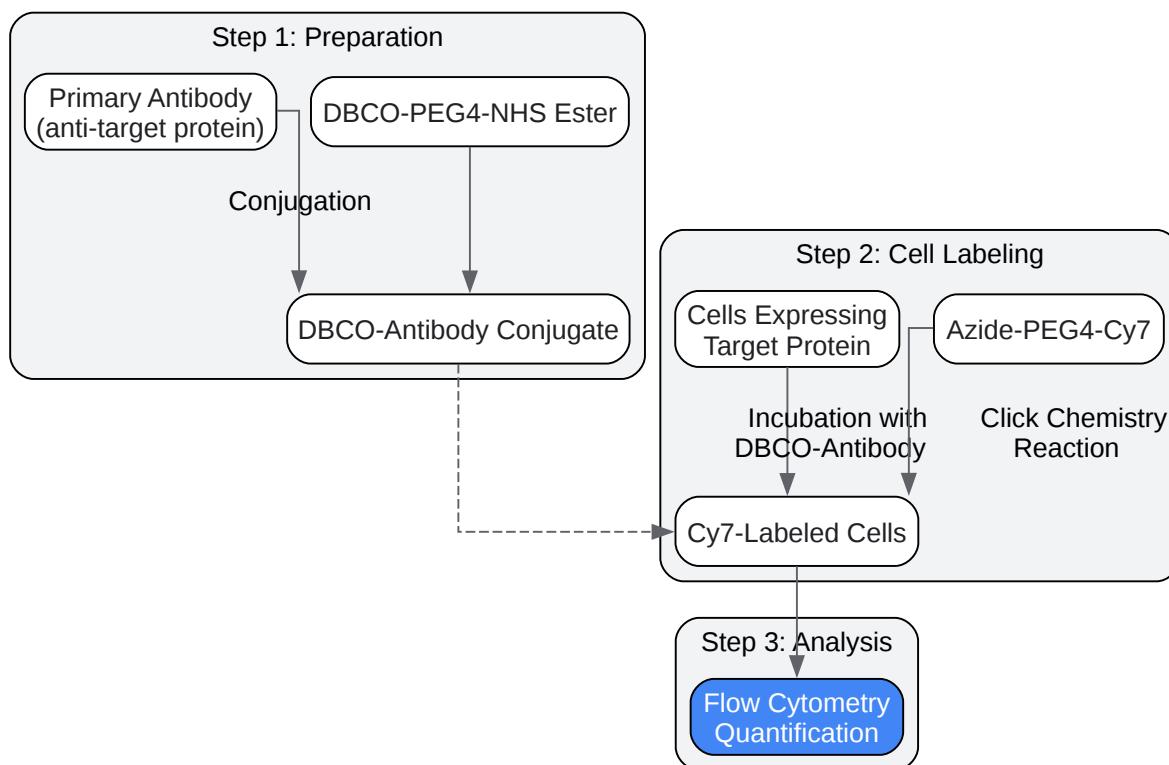 Step 1: Preparation
Primary Antibody
(anti-target protein)
DBCO-PEG4-NHS Ester
Conjugation
DBCO-Antibody Conjugate
Step 2: Cell Labeling
Cells Expressing
Target Protein
Azide-PEG4-Cy7
Incubation with
DBCO-Antibody
Click Chemistry
Reaction
Cy7-Labeled Cells
Step 3: Analysis
Flow Cytometry
Quantification